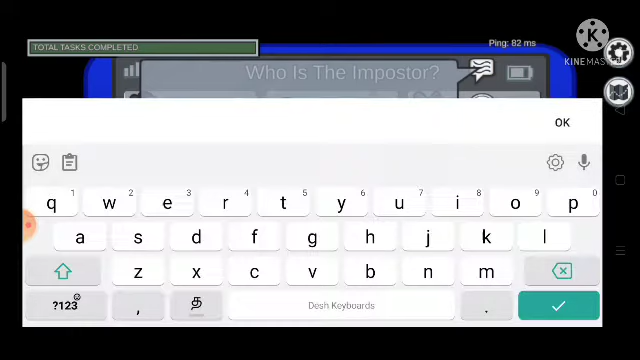 TOTAL TASKS COMPLETED
Ping: 82 ms
Who Is The Impostor?
KINEMASTER
OK
q 1 w 2 e 3 r 4 t 5 y 6 u 7 i 8 o 9 p 0
a s d f g h j k l
z x c v b n m
?123 , த Desh Keyboards .